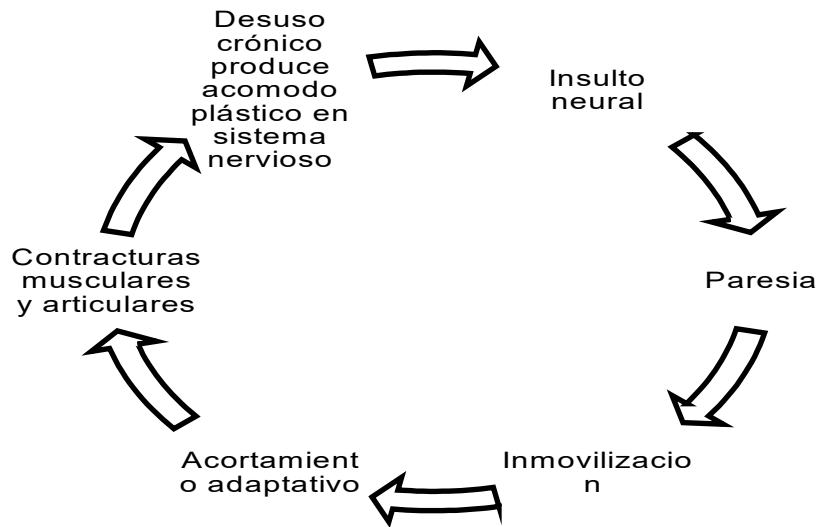 Desuso
crónico
produce
acomodo
plástico en
sistema
nervioso
Insulto
neural
Paresia
Inmovilizacio
n
Acortamient
o adaptativo
Contracturas
musculares
y articulares